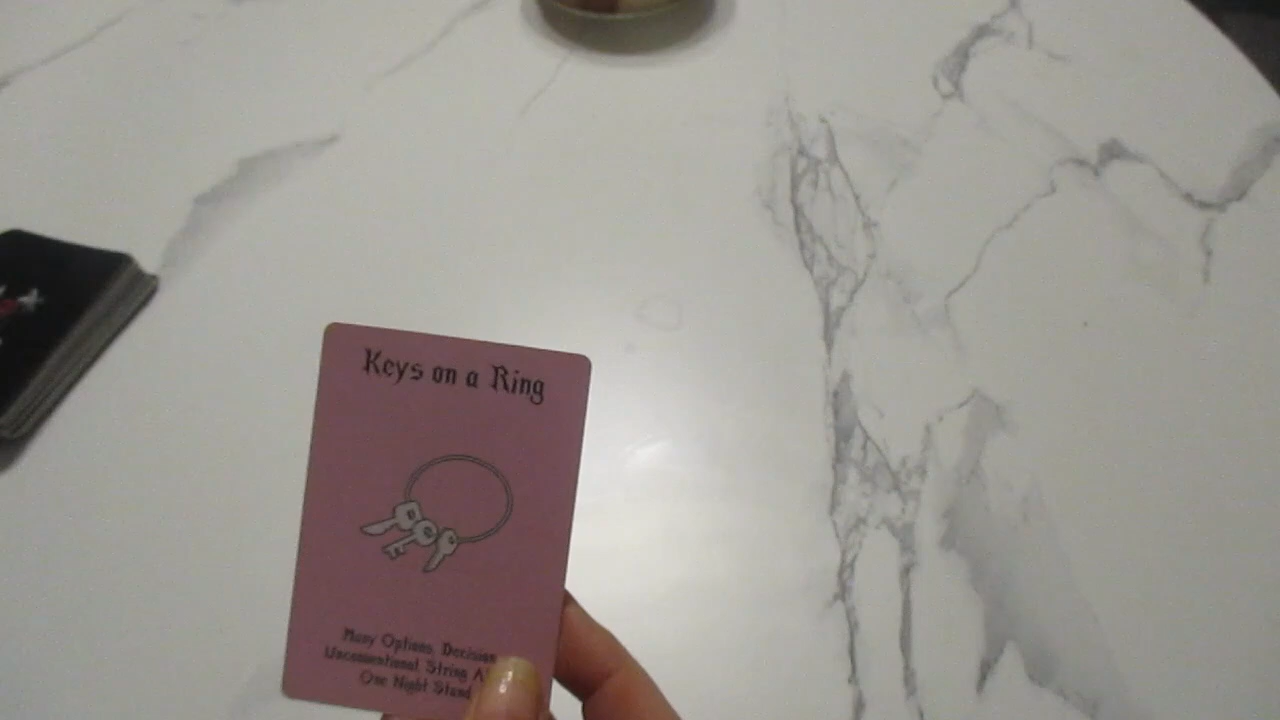 Keys on a Ring
Many Options, Decision
Unconventional, String A
One Night Stand